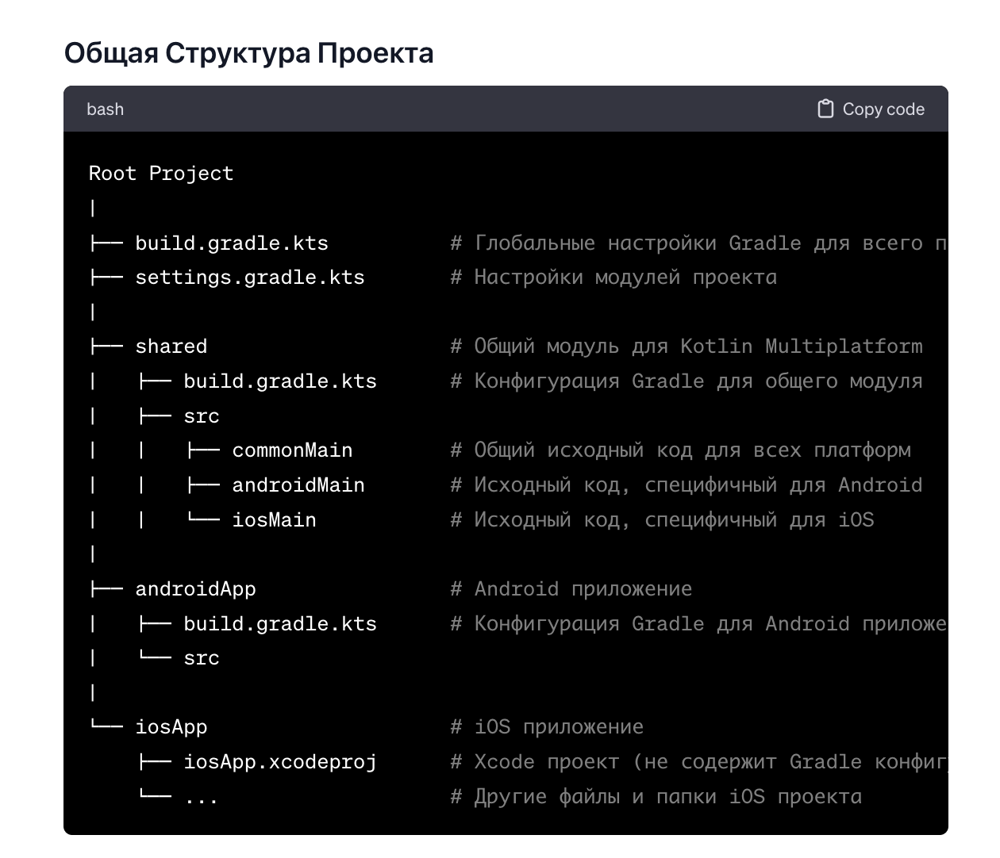 Общая Структура Проекта
bash Copy code
Root Project
│
├── build.gradle.kts          # Глобальные настройки Gradle для всего п
├── settings.gradle.kts       # Настройки модулей проекта
│
├── shared                    # Общий модуль для Kotlin Multiplatform
│   ├── build.gradle.kts      # Конфигурация Gradle для общего модуля
│   ├── src
│   │   ├── commonMain        # Общий исходный код для всех платформ
│   │   ├── androidMain       # Исходный код, специфичный для Android
│   │   └── iosMain           # Исходный код, специфичный для iOS
│
├── androidApp                # Android приложение
│   ├── build.gradle.kts      # Конфигурация Gradle для Android приложе
│   └── src
│
└── iosApp                    # iOS приложение
    ├── iosApp.xcodeproj      # Xcode проект (не содержит Gradle конфиг
    └── ...                   # Другие файлы и папки iOS проекта